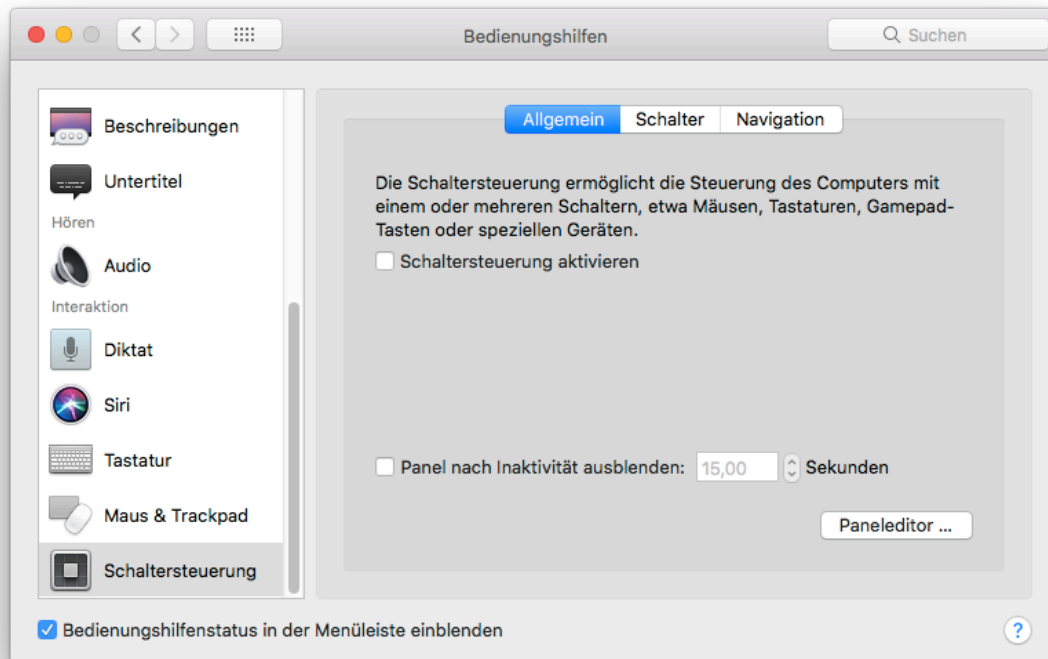 Bedienungshilfen
Suchen
Beschreibungen
Untertitel
Hören
Audio
Interaktion
Diktat
Siri
Tastatur
Maus & Trackpad
Schaltersteuerung
Allgemein Schalter Navigation
Die Schaltersteuerung ermöglicht die Steuerung des Computers mit
einem oder mehreren Schaltern, etwa Mäusen, Tastaturen, Gamepad-
Tasten oder speziellen Geräten.
Schaltersteuerung aktivieren
Panel nach Inaktivität ausblenden: 15,00 Sekunden
Paneleditor ...
Bedienungshilfenstatus in der Menüleiste einblenden
?